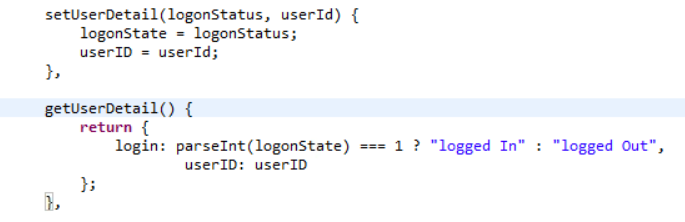 setUserDetail(logonStatus, userId) {
logonState = logonStatus;
userID = userId;
},
getUserDetail() {
return {
login: parseInt(logonState) === 1 ? "logged In" : "logged Out",
userID: userID
};
},